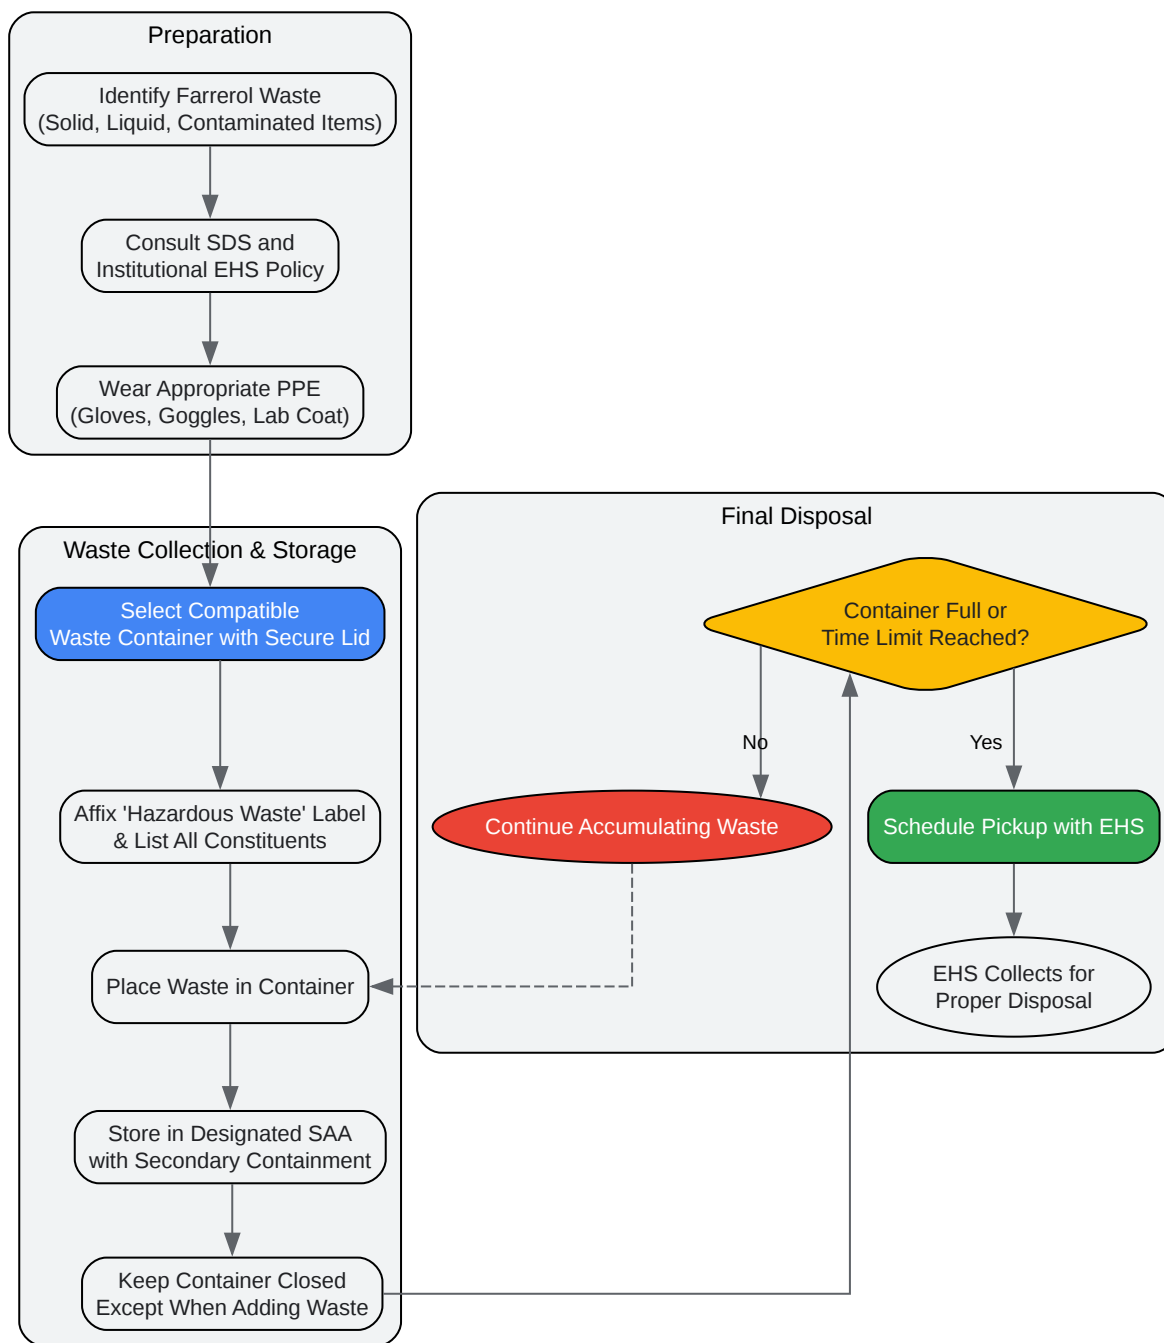 Preparation
Identify Farrerol Waste
(Solid, Liquid, Contaminated Items)
Consult SDS and
Institutional EHS Policy
Wear Appropriate PPE
(Gloves, Goggles, Lab Coat)
Waste Collection & Storage
Select Compatible
Waste Container with Secure Lid
Affix 'Hazardous Waste' Label
& List All Constituents
Place Waste in Container
Store in Designated SAA
with Secondary Containment
Keep Container Closed
Except When Adding Waste
Final Disposal
Container Full or
Time Limit Reached?
No
Yes
Continue Accumulating Waste
Schedule Pickup with EHS
EHS Collects for
Proper Disposal